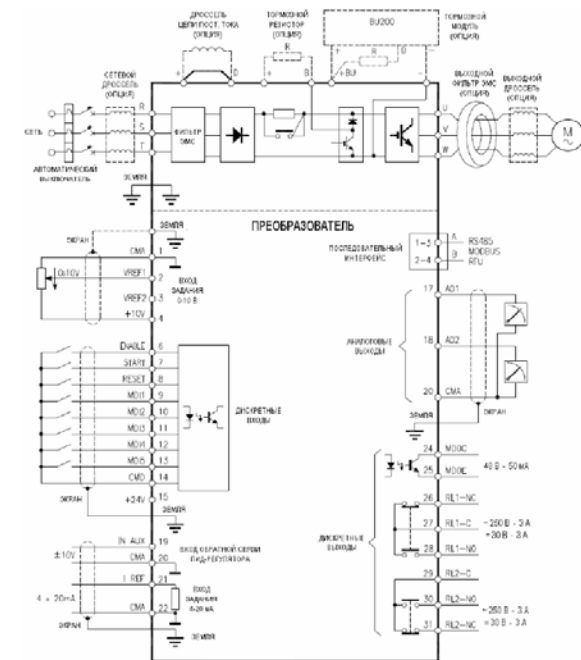 ДРОССЕЛЬ
ЦЕПИ ПОСТ. ТОКА
(ОПЦИЯ)
ТОРМОЗНОЙ
РЕЗИСТОР
(ОПЦИЯ)
BU200
ТОРМОЗНОЙ
МОДУЛЬ
(ОПЦИЯ)
R
R
B
+
D
+
B
+BU
-
СЕТЕВОЙ
ДРОССЕЛЬ
(ОПЦИЯ)
ВЫХОДНОЙ
ФИЛЬТР ЭМС
(ОПЦИЯ)
ВЫХОДНОЙ
ДРОССЕЛЬ
(ОПЦИЯ)
СЕТЬ
R
S
T
ФИЛЬТР
ЭМС
U
V
W
M
~
АВТОМАТИЧЕСКИЙ
ВЫКЛЮЧАТЕЛЬ
ЗЕМЛЯ
ПРЕОБРАЗОВАТЕЛЬ
ЗЕМЛЯ
ЭКРАН
CMA 1
0±10V
VREF1 2
VREF2 3
+10V 4
ВХОД
ЗАДАНИЯ
0-10 В
ПОСЛЕДОВАТЕЛЬНЫЙ
ИНТЕРФЕЙС
1-3 A
2-4 B
RS485
MODBUS
RTU
17 AO1
18 AO2
20 CMA
АНАЛОГОВЫЕ
ВЫХОДЫ
ЗЕМЛЯ
ЭКРАН
ENABLE 6
START 7
RESET 8
MDI1 9
MDI2 10
MDI3 11
MDI4 12
MDI5 13
CMD 14
+24V 15
ДИСКРЕТНЫЕ
ВХОДЫ
ЭКРАН
ЗЕМЛЯ
24 MDOC
25 MDOE
40 В - 50мА
26 RL1-NC
27 RL1-C
28 RL1-NO
~250 В - 3 А
=30 В - 3 А
29 RL2-C
30 RL2-NO
31 RL2-NC
~250 В - 3 А
=30 В - 3 А
ДИСКРЕТНЫЕ
ВЫХОДЫ
IN AUX 19
±10V
CMA 20
ВХОД ОБРАТНОЙ СВЯЗИ
ПИД-РЕГУЛЯТОРА
I REF 21
4 ÷ 20mA
CMA 22
ВХОД
ЗАДАНИЯ
4-20 мА
ЭКРАН
ЗЕМЛЯ